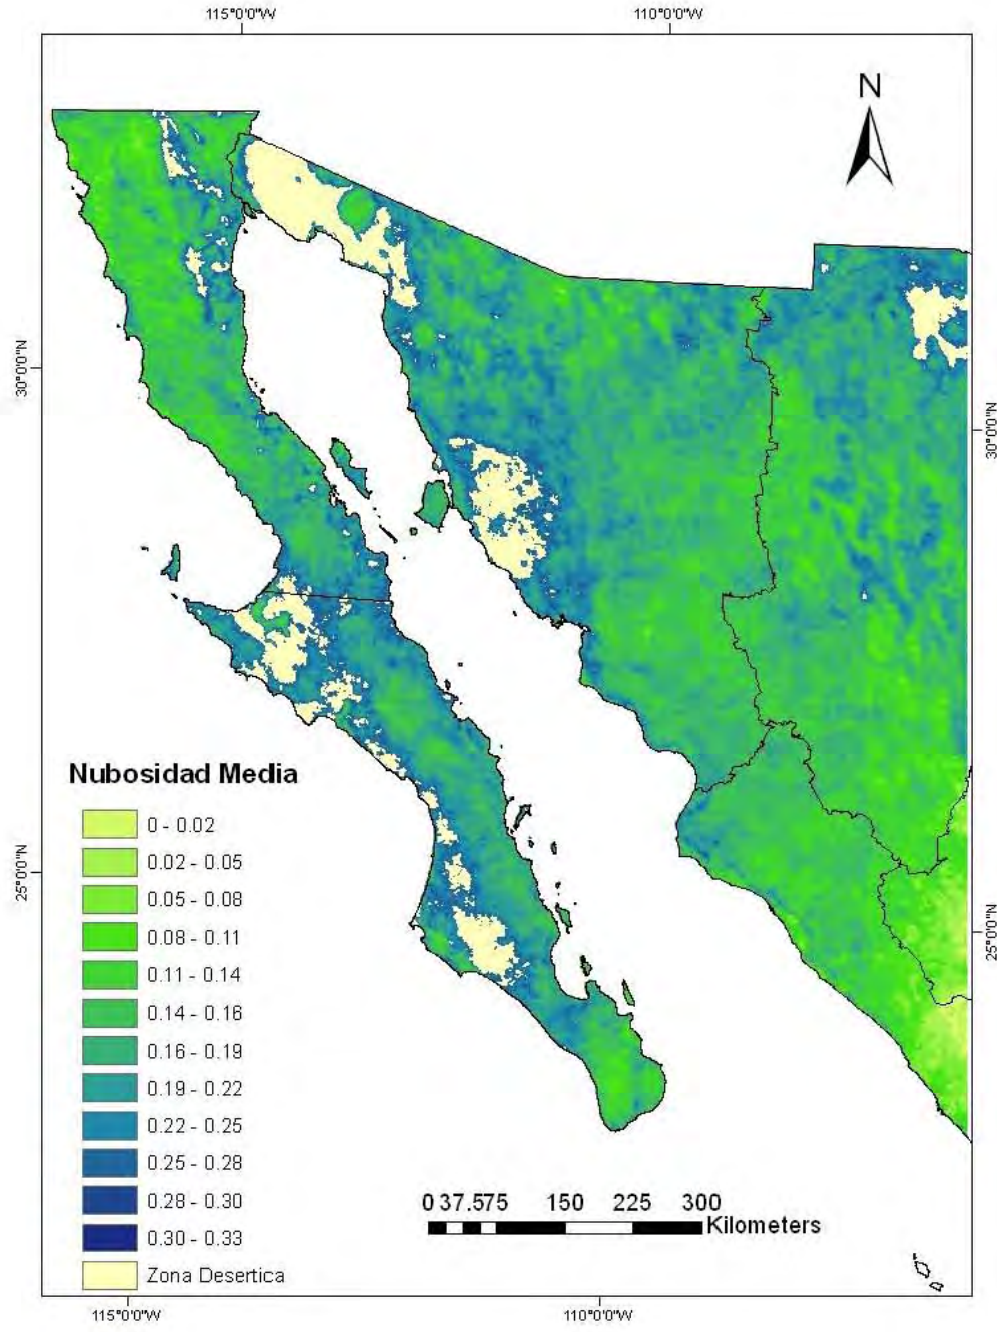 115°0'0"W 110°0'0"W
N
30°0'0"N
30°0'0"N
Nubosidad Media
0 - 0.02
0.02 - 0.05
25°0'0"N
0.05 - 0.08
0.08 - 0.11
25°0'0"N
0.11 - 0.14
0.14 - 0.16
0.16 - 0.19
0.19 - 0.22
0.22 - 0.25
0.25 - 0.28
0.28 - 0.30
0.30 - 0.33
Zona Desertica
0 37.5 75 150 225 300
Kilometers
115°0'0"W 110°0'0"W